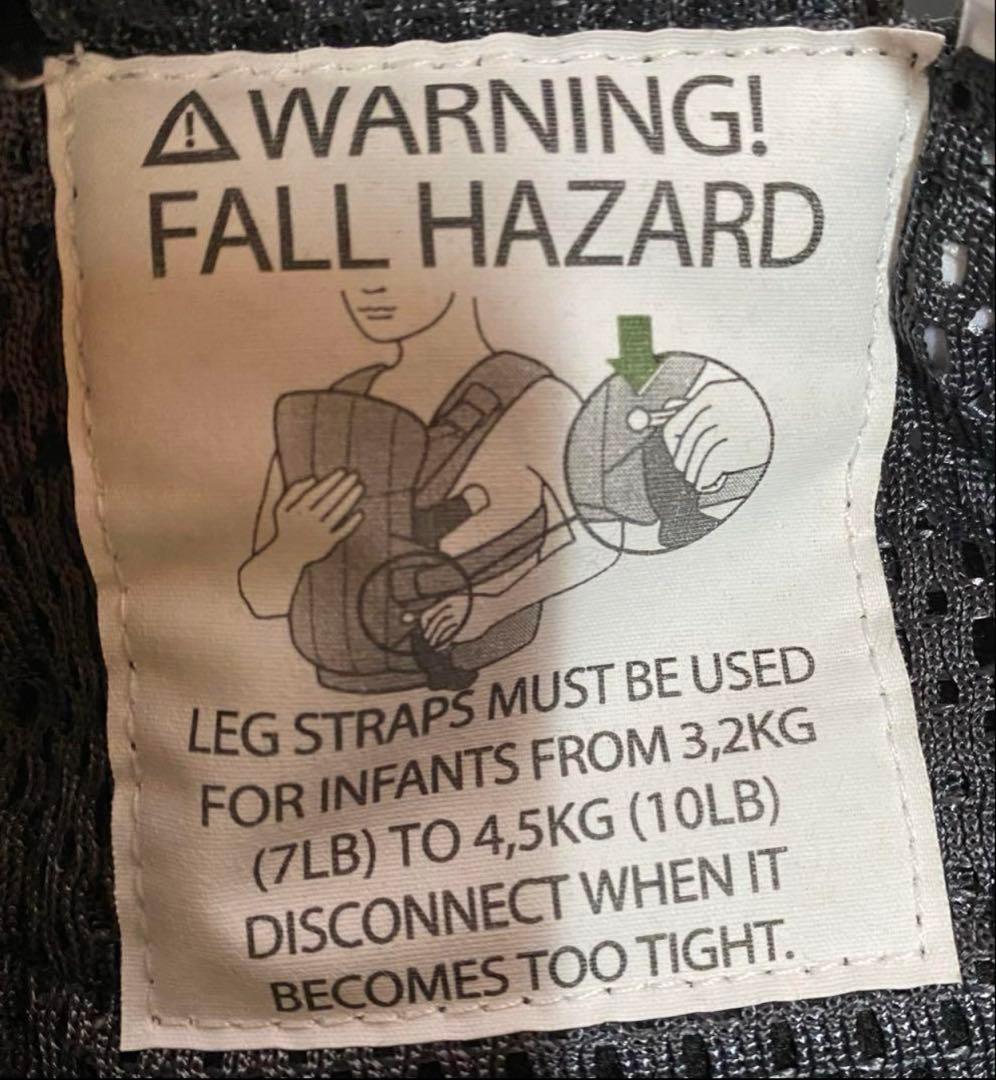 WARNING!
FALL HAZARD
LEG STRAPS MUST BE USED
FOR INFANTS FROM 3,2KG
(7LB) TO 4,5KG (10LB)
DISCONNECT WHEN IT
BECOMES TOO TIGHT.